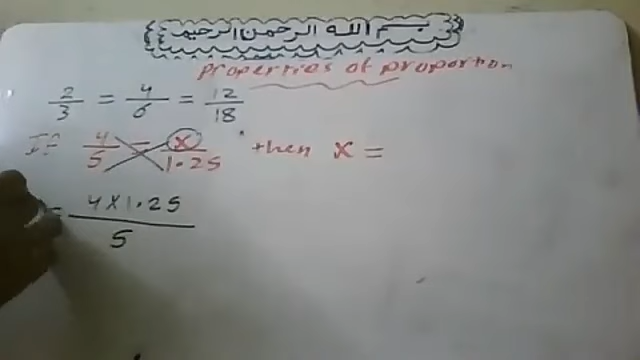 بسم الله الرحمن الرحيم
Properties of proporton
2/3 = 4/6 = 12/18
If 4/5 = x/1.25 then x =
= 4×1.25/5